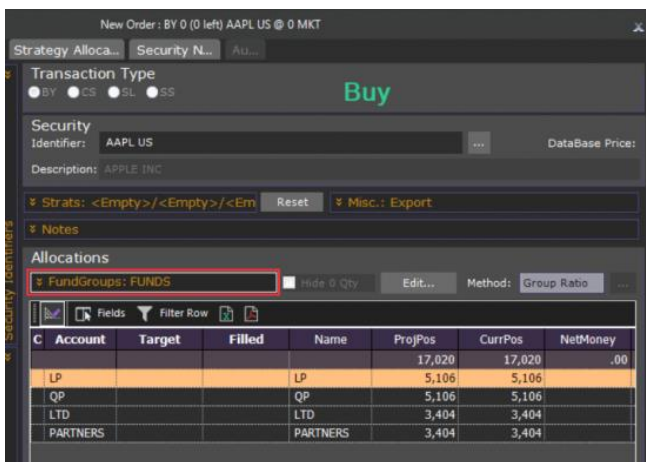 New Order : BY 0 (0 left) AAPL US @ 0 MKT
Strategy Alloca... Security N... Au...
Transaction Type
BY CS SL SS Buy
Security
Identifier: AAPL US ... DataBase Price:
Description: APPLE INC
Strats: <Empty>/<Empty>/<Em Reset Misc.: Export
Notes
Security Identifiers
Allocations
FundGroups: FUNDS Hide 0 Qty Edit... Method: Group Ratio ...
Fields Filter Row
C Account Target Filled Name ProjPos CurrPos NetMoney
17,020 17,020 .00
LP LP 5,106 5,106
QP QP 5,106 5,106
LTD LTD 3,404 3,404
PARTNERS PARTNERS 3,404 3,404